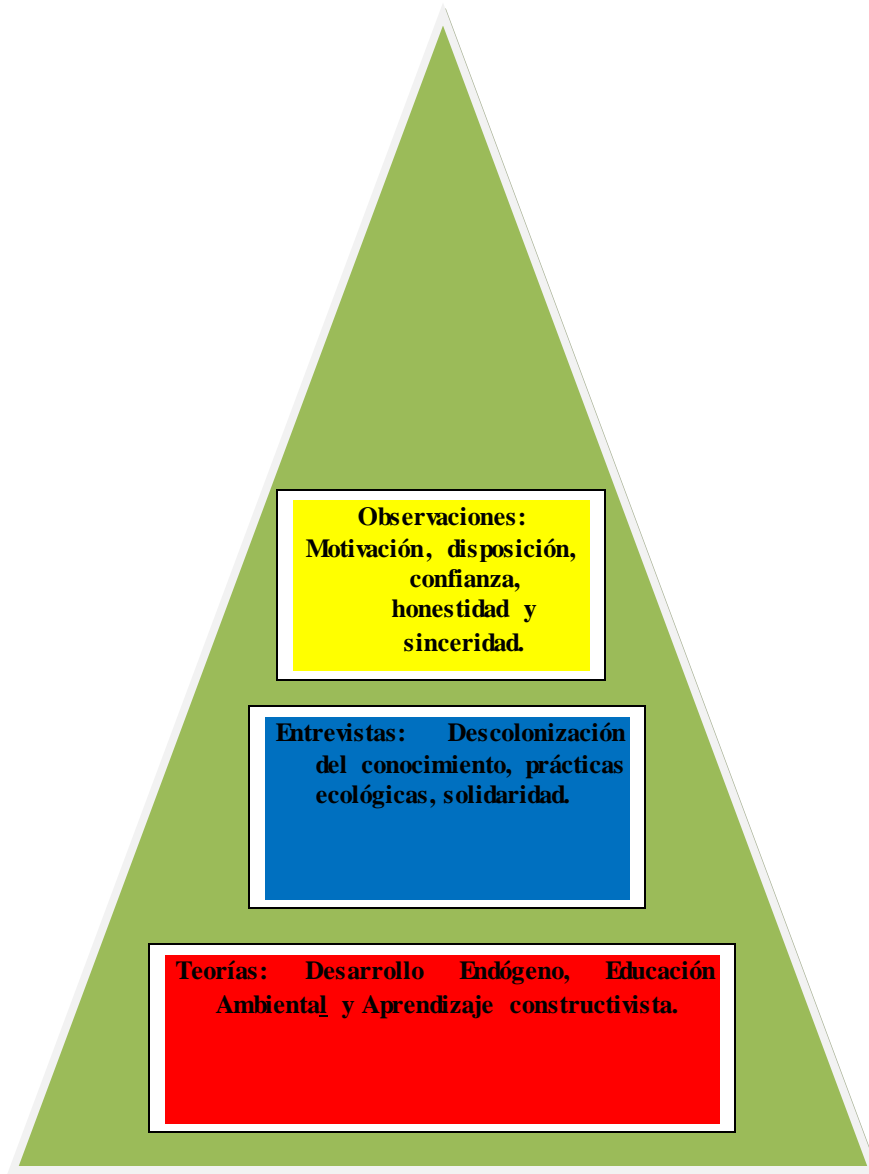 Observaciones:
Motivación, disposición,
confianza,
honestidad y
sinceridad.
Entrevistas: Descolonización
del conocimiento, prácticas
ecológicas, solidaridad.
Teorías: Desarrollo Endógeno, Educación
Ambiental y Aprendizaje constructivista.